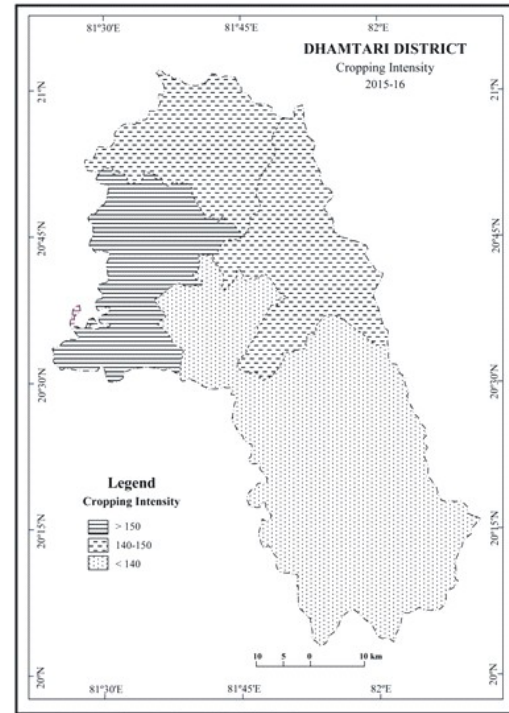 81°30'E 81°45'E 82°E
DHAMTARI DISTRICT
Cropping Intensity
2015-16
21°N 21°N
20°45'N 20°45'N
20°30'N 20°30'N
Legend
Cropping Intensity
> 150
140-150
< 140
20°15'N 20°15'N
10 5 0 10 km
20°N 20°N
81°30'E 81°45'E 82°E